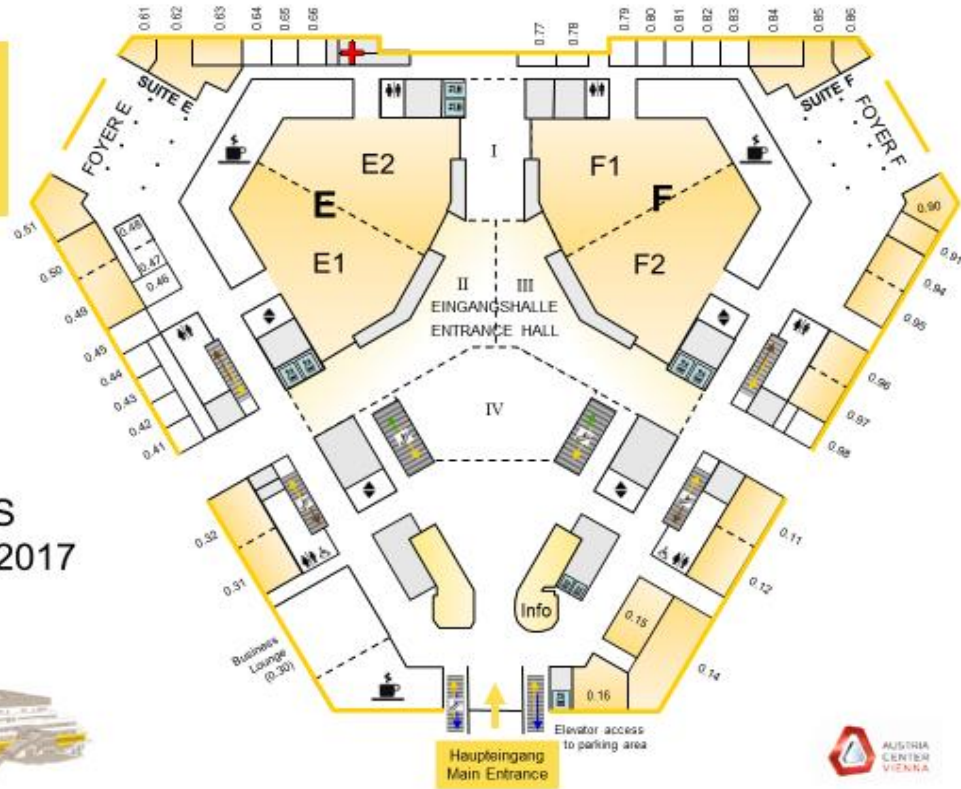 0.61
0.62
0.63
0.64
0.65
0.66
0.77
0.78
0.79
0.80
0.81
0.82
0.83
0.84
0.85
0.86
SUITE E
SUITE F
FOYER E
FOYER F
E2
I
F1
E
F
E1
F2
0.51
0.50
0.49
0.48
0.47
0.46
0.45
0.44
0.43
0.42
0.41
0.90
0.91
0.94
0.95
0.96
0.97
0.98
II
III
EINGANGSHALLE
ENTRANCE HALL
IV
S
2017
0.32
0.31
0.11
0.12
Info
0.15
0.14
0.16
Business
Lounge
(0.30)
Elevator access
to parking area
Haupteingang
Main Entrance
AUSTRIA
CENTER
VIENNA